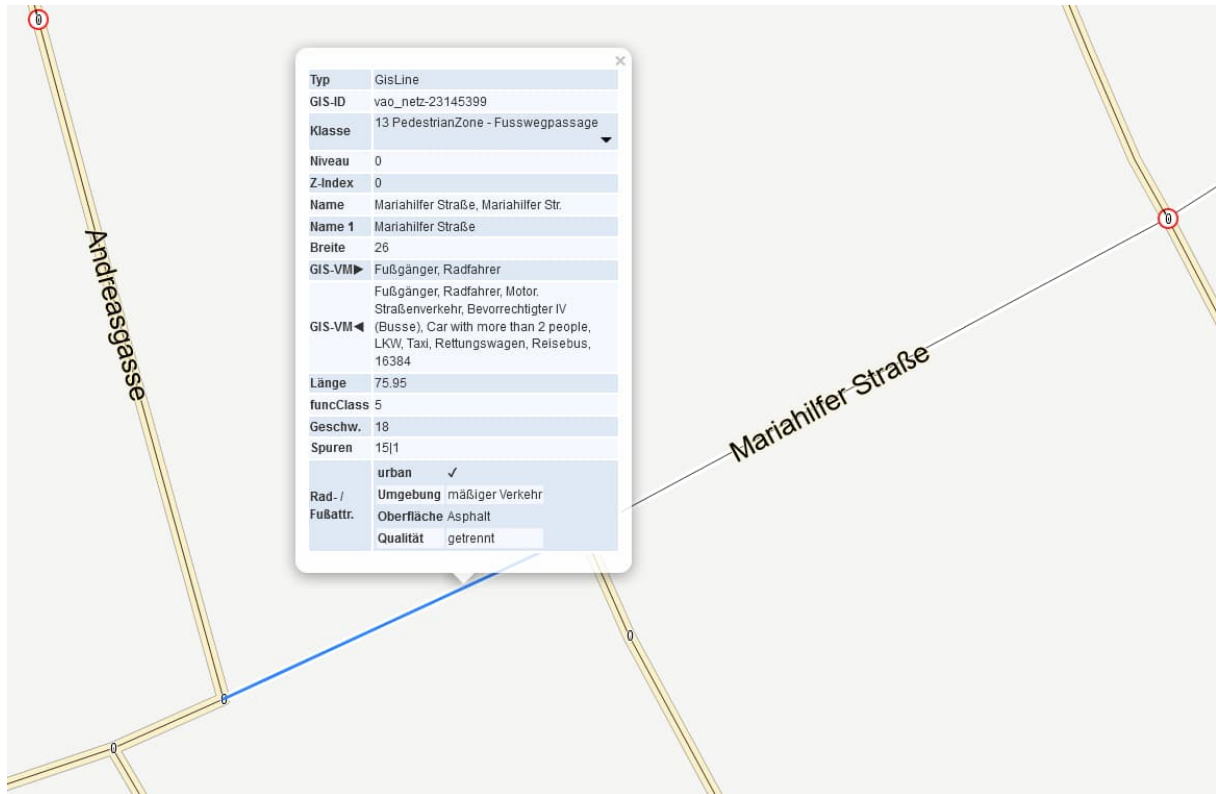 0
×
Typ GisLine
GIS-ID vao_netz-23145399
Klasse 13 PedestrianZone - Fusswegpassage
Niveau 0
Z-Index 0
Name Mariahilfer Straße, Mariahilfer Str.
Name 1 Mariahilfer Straße
Breite 26
GIS-VM▶ Fußgänger, Radfahrer
GIS-VM◀ Fußgänger, Radfahrer, Motor.
Straßenverkehr, Bevorrechtigter IV
(Busse), Car with more than 2 people,
LKW, Taxi, Rettungswagen, Reisebus,
16384
Länge 75.95
funcClass 5
Geschw. 18
Spuren 15|1
Rad- /
Fußattr.
urban ✓
Umgebung mäßiger Verkehr
Oberfläche Asphalt
Qualität getrennt
Andreasgasse
Mariahilfer Straße
0
0
0
0